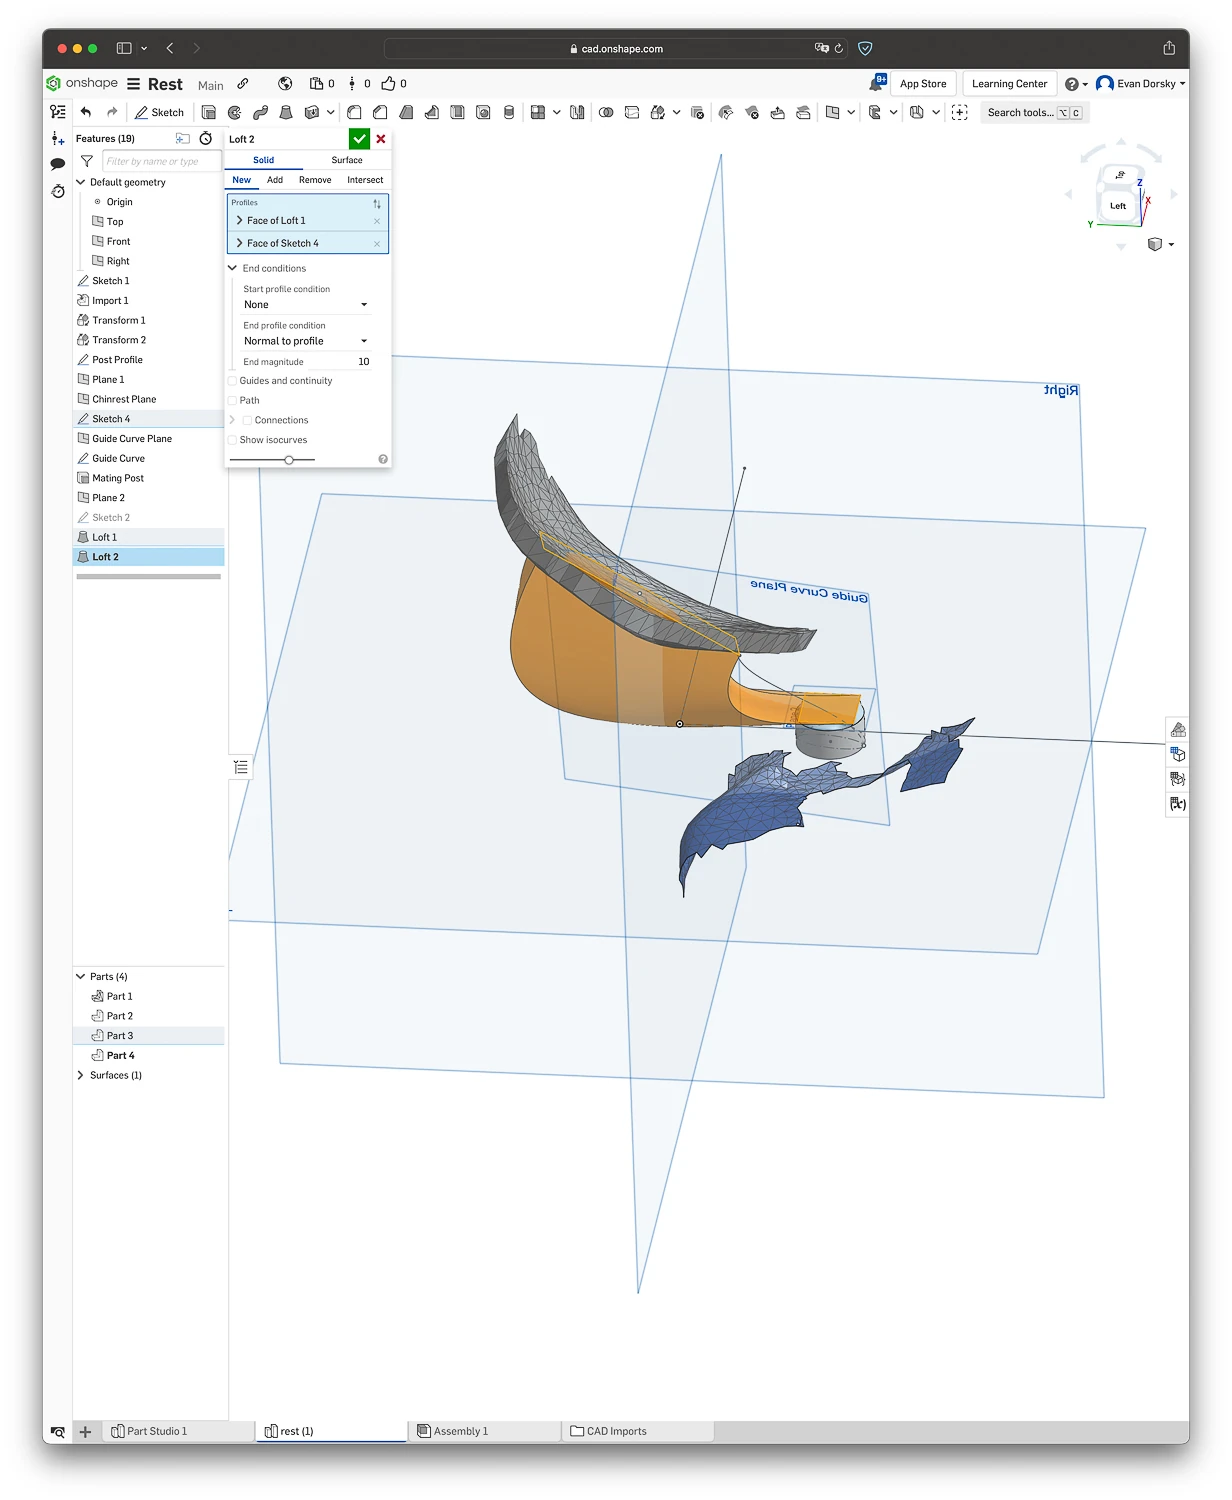 cad.onshape.com
onshape Rest Main 0 0 0 9+ App Store Learning Center Evan Dorsky
Sketch Search tools... ⌥ C
Features (19)
Filter by name or type
Default geometry
Origin
Top
Front
Right
Sketch 1
Import 1
Transform 1
Transform 2
Post Profile
Plane 1
Chinrest Plane
Sketch 4
Guide Curve Plane
Guide Curve
Mating Post
Plane 2
Sketch 2
Loft 1
Loft 2
Loft 2
Solid Surface
New Add Remove Intersect
Profiles
Face of Loft 1
Face of Sketch 4
End conditions
Start profile condition
None
End profile condition
Normal to profile
End magnitude 10
Guides and continuity
Path
Connections
Show isocurves
Z
X
Left
Y
Right
Guide Curve Plane
(x)
Parts (4)
Part 1
Part 2
Part 3
Part 4
Surfaces (1)
Part Studio 1 rest (1) Assembly 1 CAD Imports